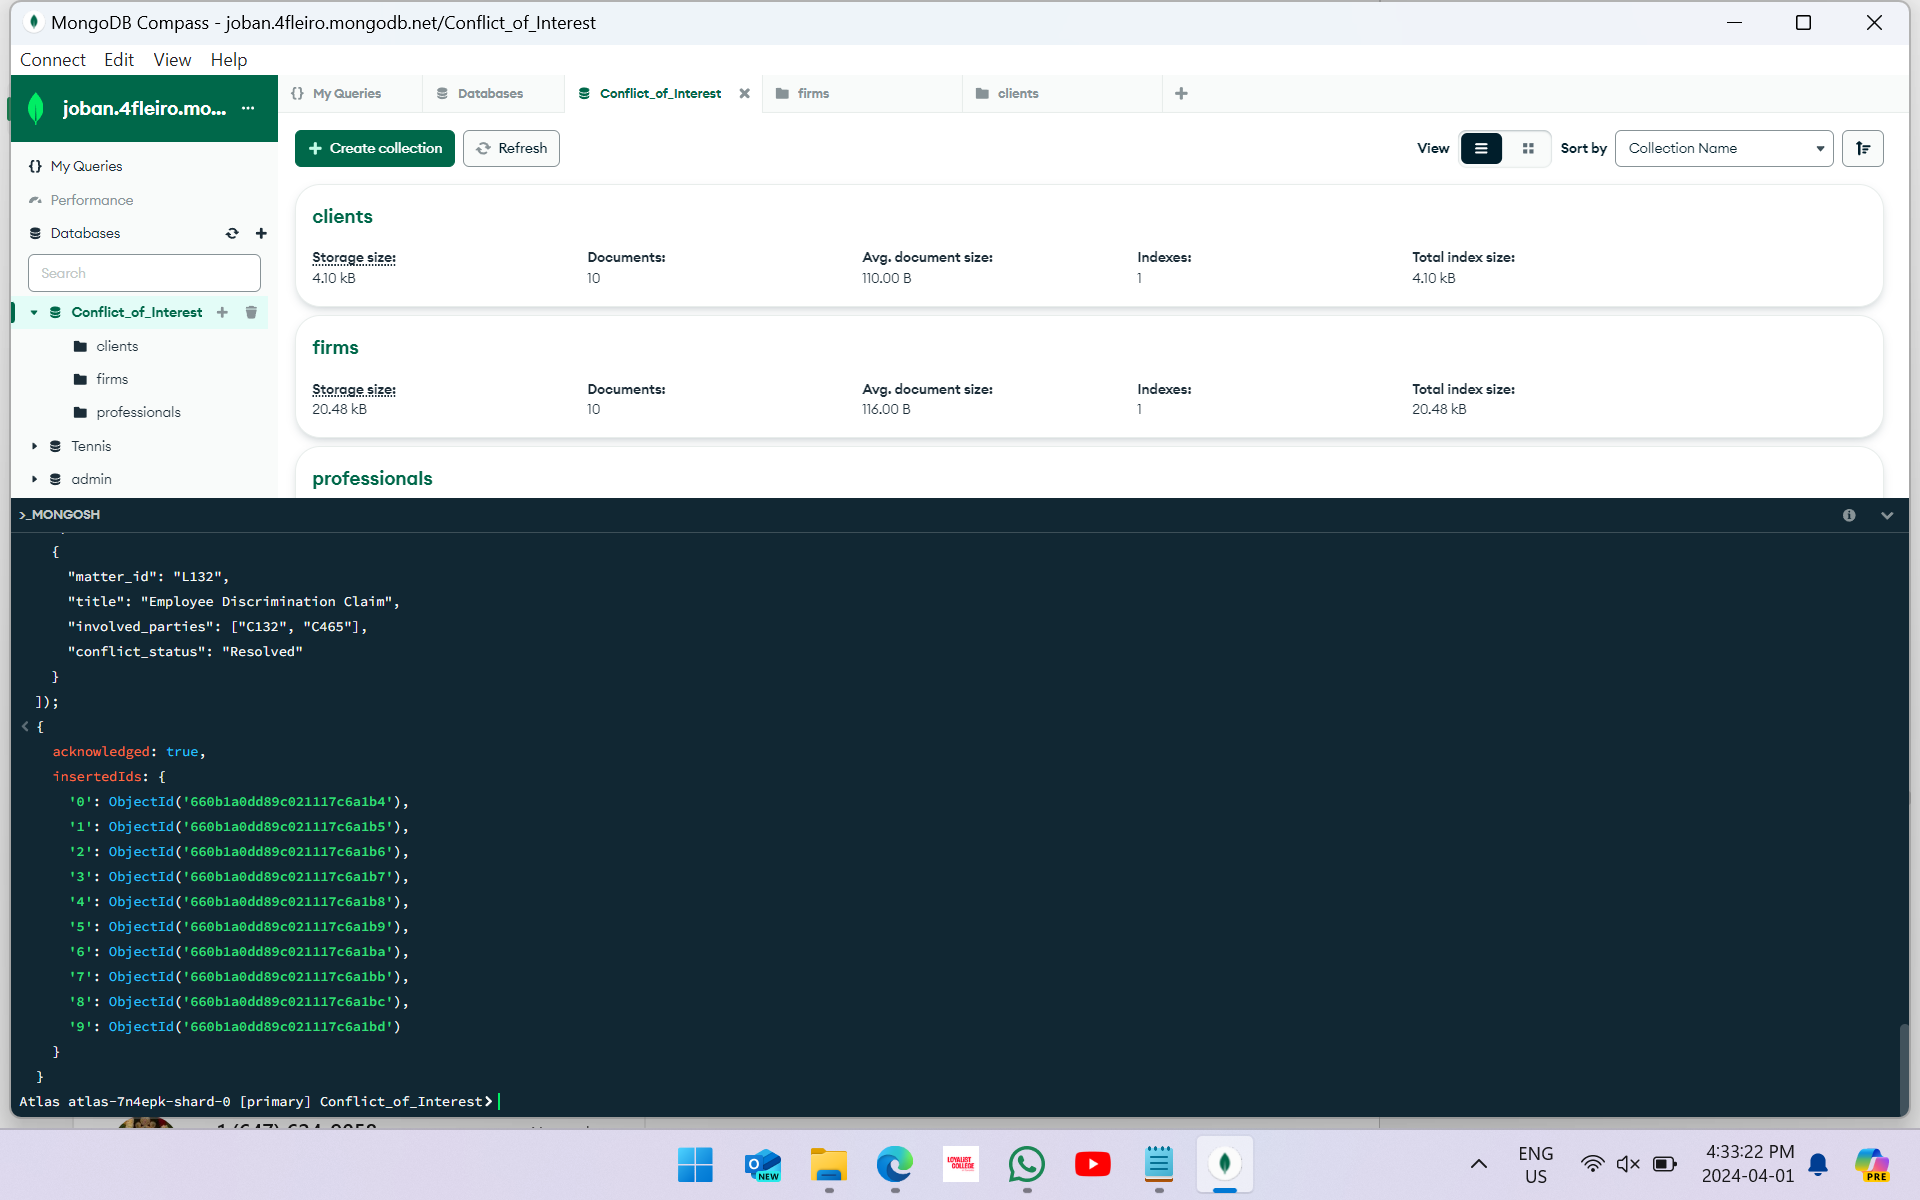 MongoDB Compass - joban.4fleiro.mongodb.net/Conflict_of_Interest
Connect Edit View Help
joban.4fleiro.mo... ...
{} My Queries
Databases
Conflict_of_Interest
firms
clients
My Queries
Performance
Databases
Search
Conflict_of_Interest
clients
firms
professionals
Tennis
admin
+ Create collection
Refresh
View
Sort by
Collection Name
clients
Storage size: Documents: Avg. document size: Indexes: Total index size:
4.10 kB 10 110.00 B 1 4.10 kB
firms
Storage size: Documents: Avg. document size: Indexes: Total index size:
20.48 kB 10 116.00 B 1 20.48 kB
professionals
>_MONGOSH
{
"matter_id": "L132",
"title": "Employee Discrimination Claim",
"involved_parties": ["C132", "C465"],
"conflict_status": "Resolved"
}
]);
< {
acknowledged: true,
insertedIds: {
'0': ObjectId('660b1a0dd89c021117c6a1b4'),
'1': ObjectId('660b1a0dd89c021117c6a1b5'),
'2': ObjectId('660b1a0dd89c021117c6a1b6'),
'3': ObjectId('660b1a0dd89c021117c6a1b7'),
'4': ObjectId('660b1a0dd89c021117c6a1b8'),
'5': ObjectId('660b1a0dd89c021117c6a1b9'),
'6': ObjectId('660b1a0dd89c021117c6a1ba'),
'7': ObjectId('660b1a0dd89c021117c6a1bb'),
'8': ObjectId('660b1a0dd89c021117c6a1bc'),
'9': ObjectId('660b1a0dd89c021117c6a1bd')
}
}
Atlas atlas-7n4epk-shard-0 [primary] Conflict_of_Interest>
NEW
LOYALIST
COLLEGE
ENG
US
4:33:22 PM
2024-04-01
PRE